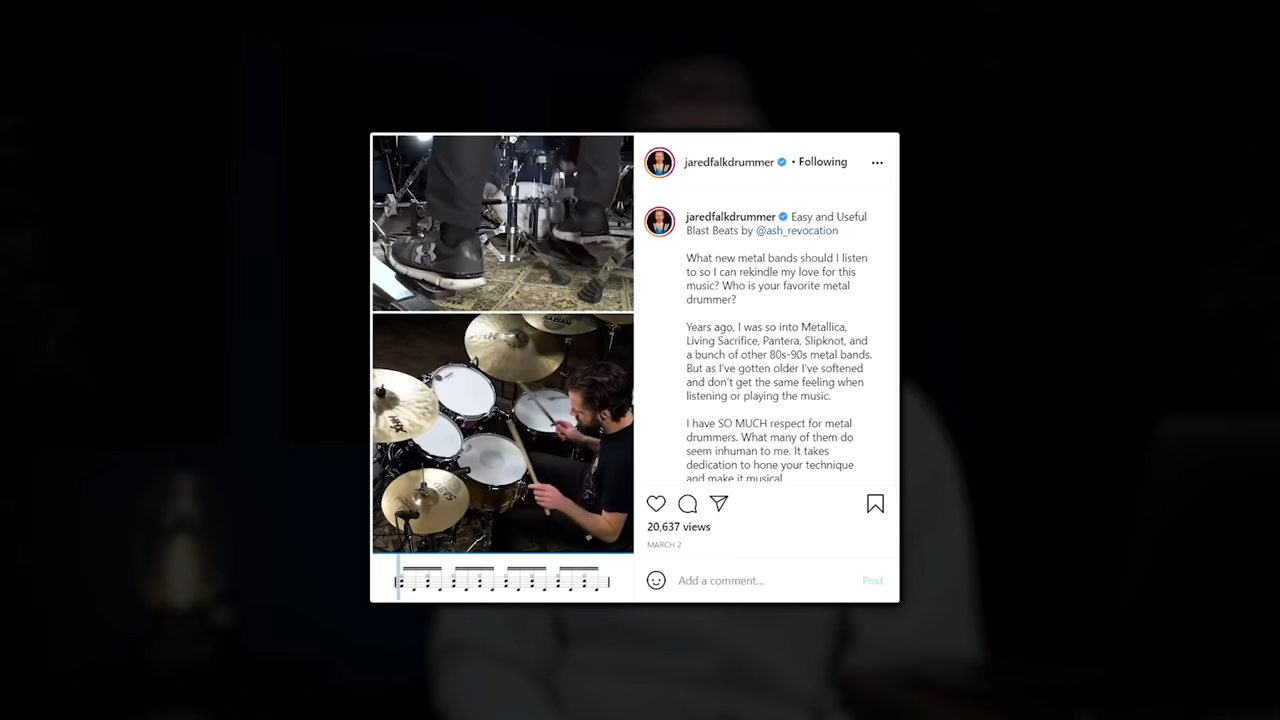 jaredfalkdrummer • Following
jaredfalkdrummer Easy and Useful
Blast Beats by @ash_revocation
What new metal bands should I listen
to so I can rekindle my love for this
music? Who is your favorite metal
drummer?
Years ago, I was so into Metallica,
Living Sacrifice, Pantera, Slipknot, and
a bunch of other 80s-90s metal bands.
But as I've gotten older I've softened
and don't get the same feeling when
listening or playing the music.
I have SO MUCH respect for metal
drummers. What many of them do
seem inhuman to me. It takes
dedication to hone your technique
and make it musical
20,637 views
MARCH 2
Add a comment... Post
SABIAN
HHX